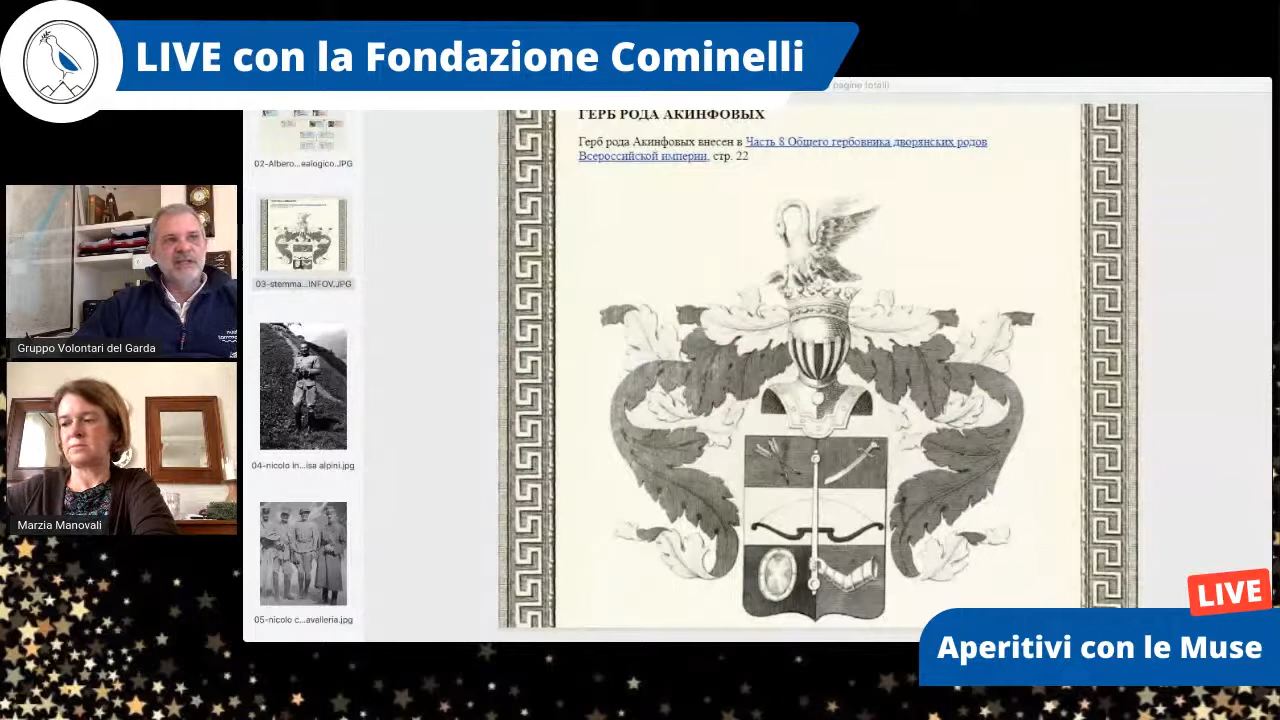 LIVE con la Fondazione Cominelli
pagine totali)
ГЕРБ РОДА АКИНФОВЫХ
Герб рода Акинфовых внесен в Часть 8 Общего гербовника дворянских родов
Всероссийской империи, стр. 22
02-Albero...ealogico.JPG
03-stemma...INFOV.JPG
04-nicolo in...isa alpini.jpg
05-nicolo c...avalleria.jpg
Gruppo Volontari del Garda
Marzia Manovali
LIVE
Aperitivi con le Muse